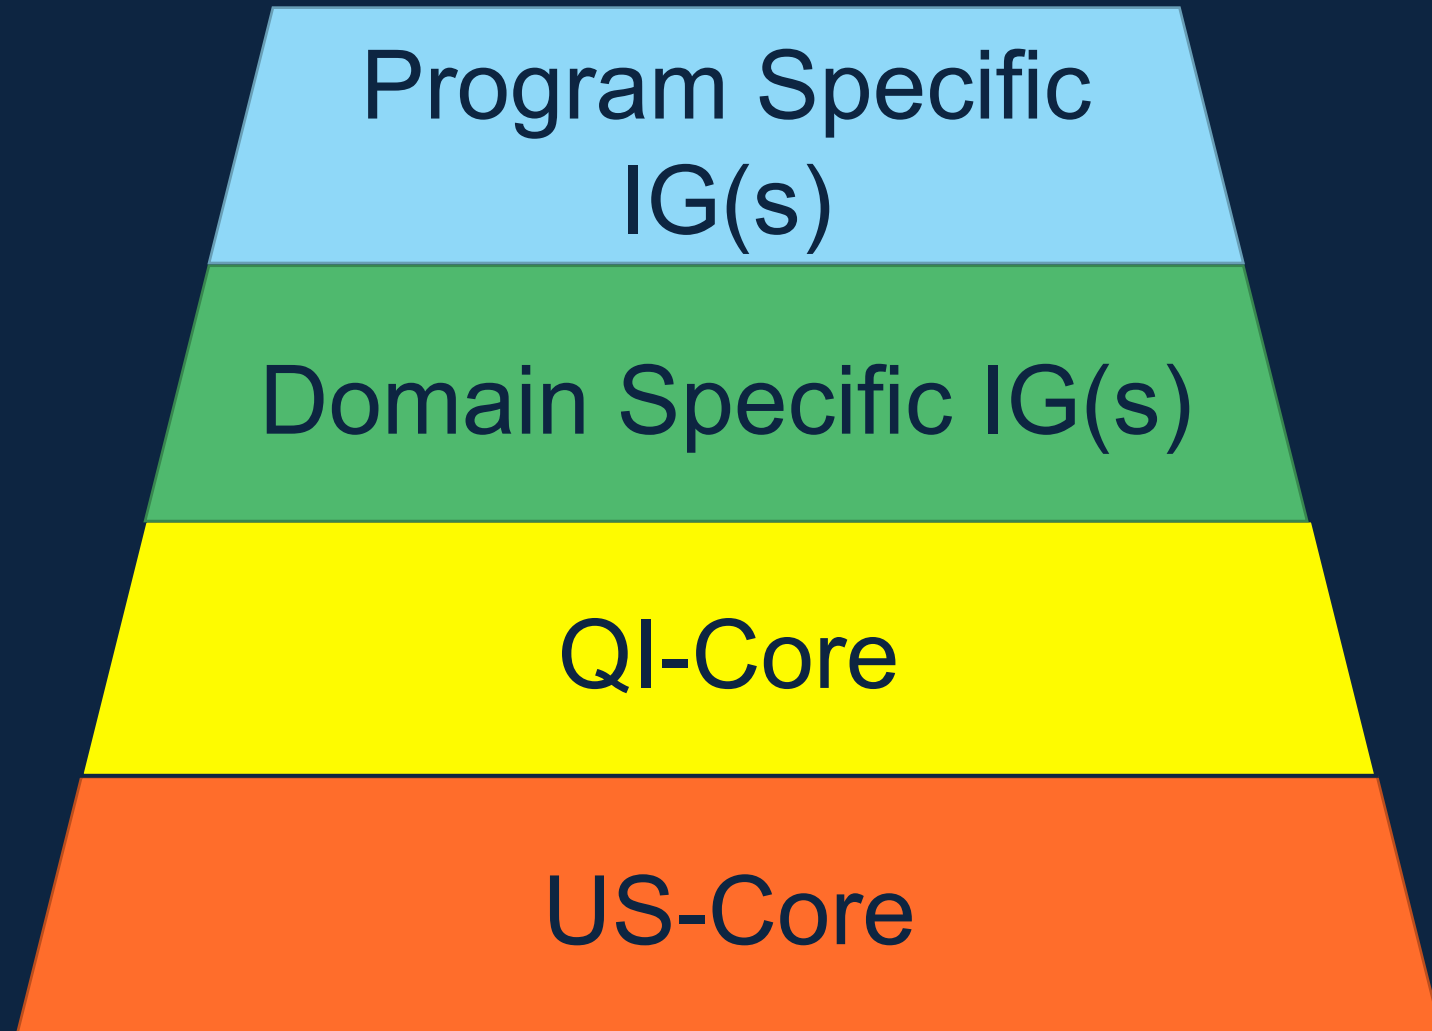 Program Specific
IG(s)
Domain Specific IG(s)
QI-Core
US-Core